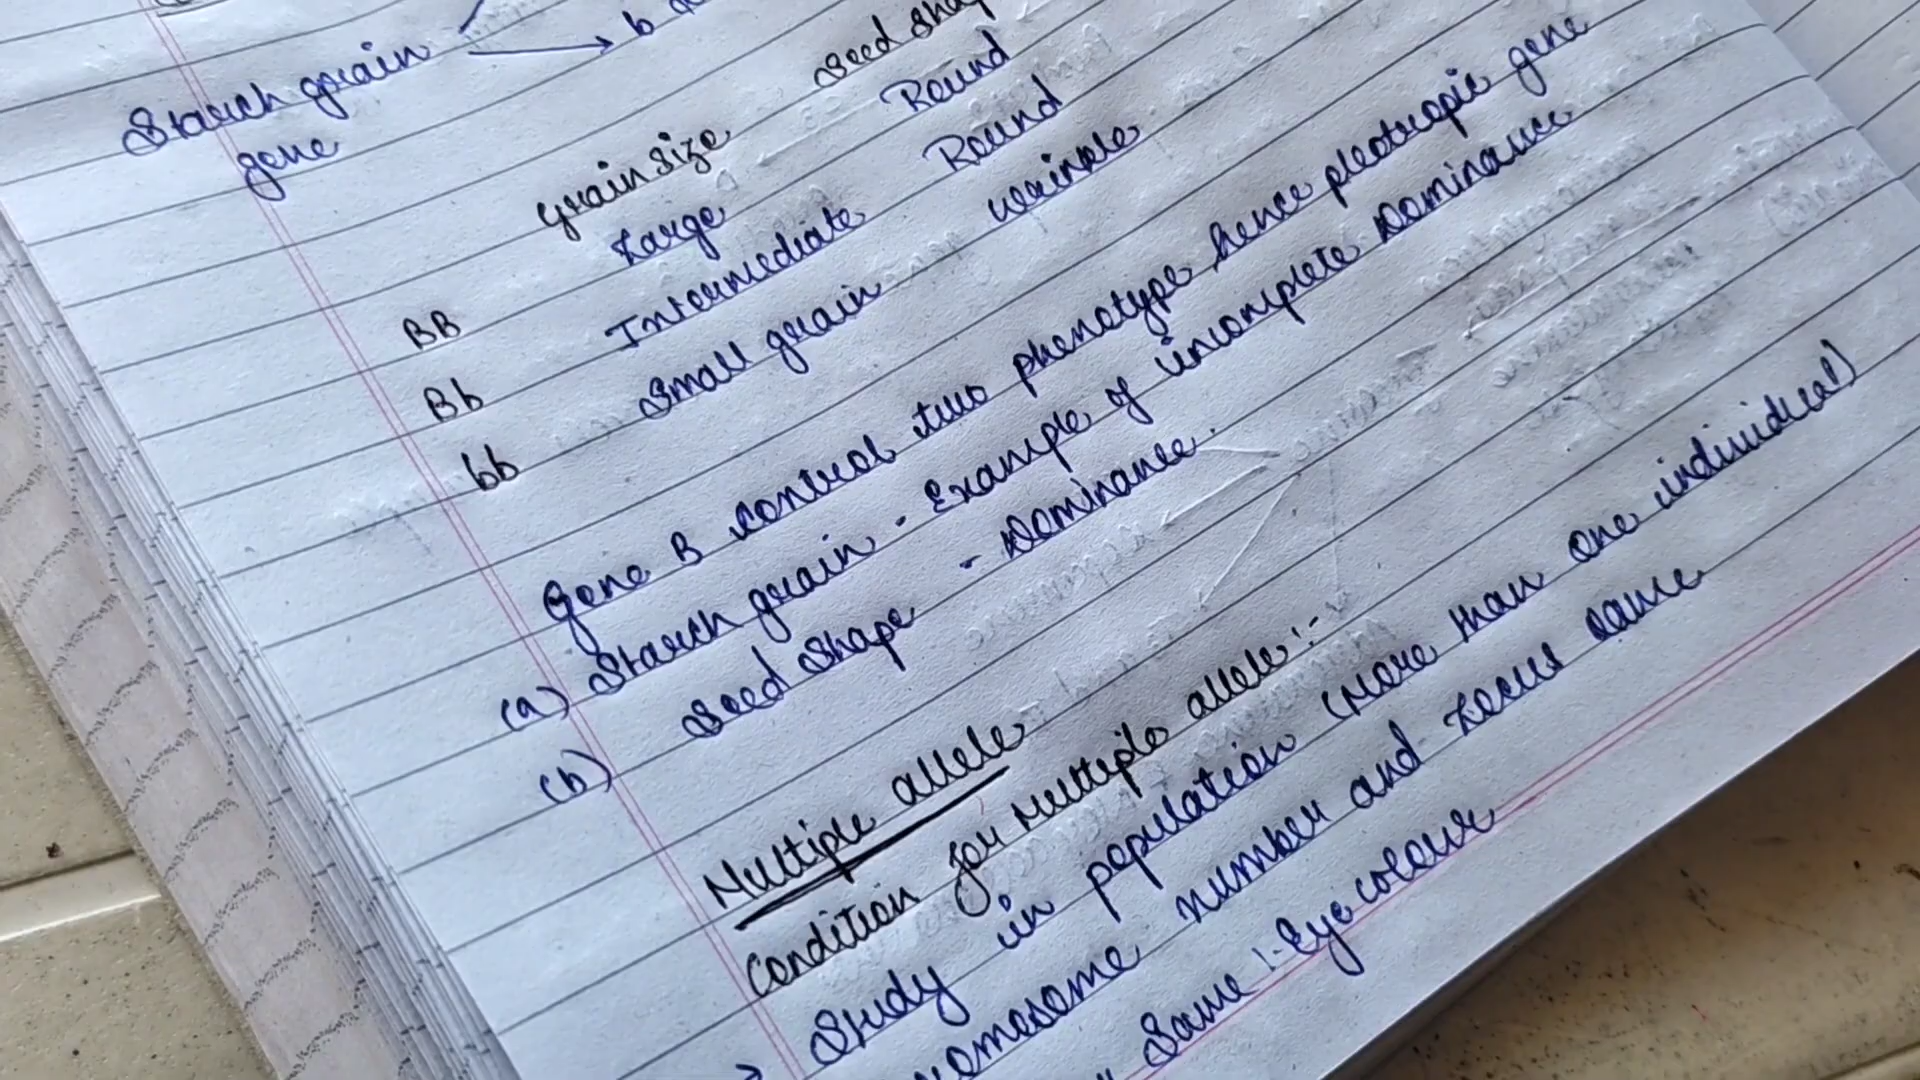 Starch grain → b
gene
grain size seed sha
BB Large Round
Bb Intermediate Round
bb Small grain wrinkle
Gene B control two phenotype hence pleotropic gene
(a) Starch grain - Example of incomplete Dominance
(b) Seed shape - Dominance.
Multiple allele
Condition for Multiple allele :-
→ Study in population (More than one individual)
omosome number and Locus same
" Same :- Eye colour